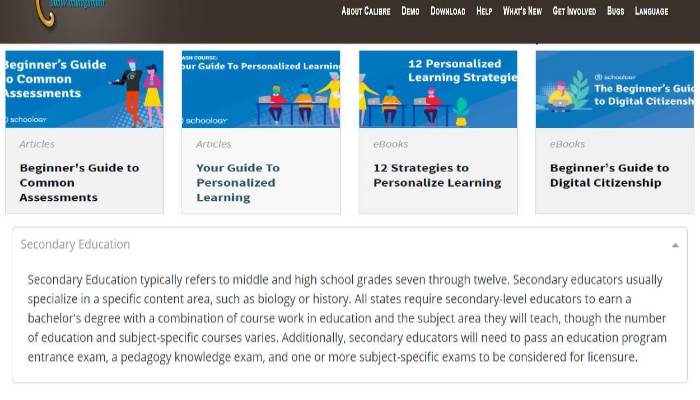 ebook management
About Calibre Demo Download Help What's New Get Involved Bugs Language
Beginner's Guide
o Common
Assessments
schoology
Articles
Beginner's Guide to
Common
Assessments
ASH COURSE:
our Guide To Personalized Learnin
schoology
Articles
Your Guide To
Personalized
Learning
12 Personalized
Learning Strategie
eBooks
12 Strategies to
Personalize Learning
schoology
The Beginner's Guid
to Digital Citizensh
eBooks
Beginner's Guide to
Digital Citizenship
Secondary Education
Secondary Education typically refers to middle and high school grades seven through twelve. Secondary educators usually
specialize in a specific content area, such as biology or history. All states require secondary-level educators to earn a
bachelor's degree with a combination of course work in education and the subject area they will teach, though the number
of education and subject-specific courses varies. Additionally, secondary educators will need to pass an education program
entrance exam, a pedagogy knowledge exam, and one or more subject-specific exams to be considered for licensure.